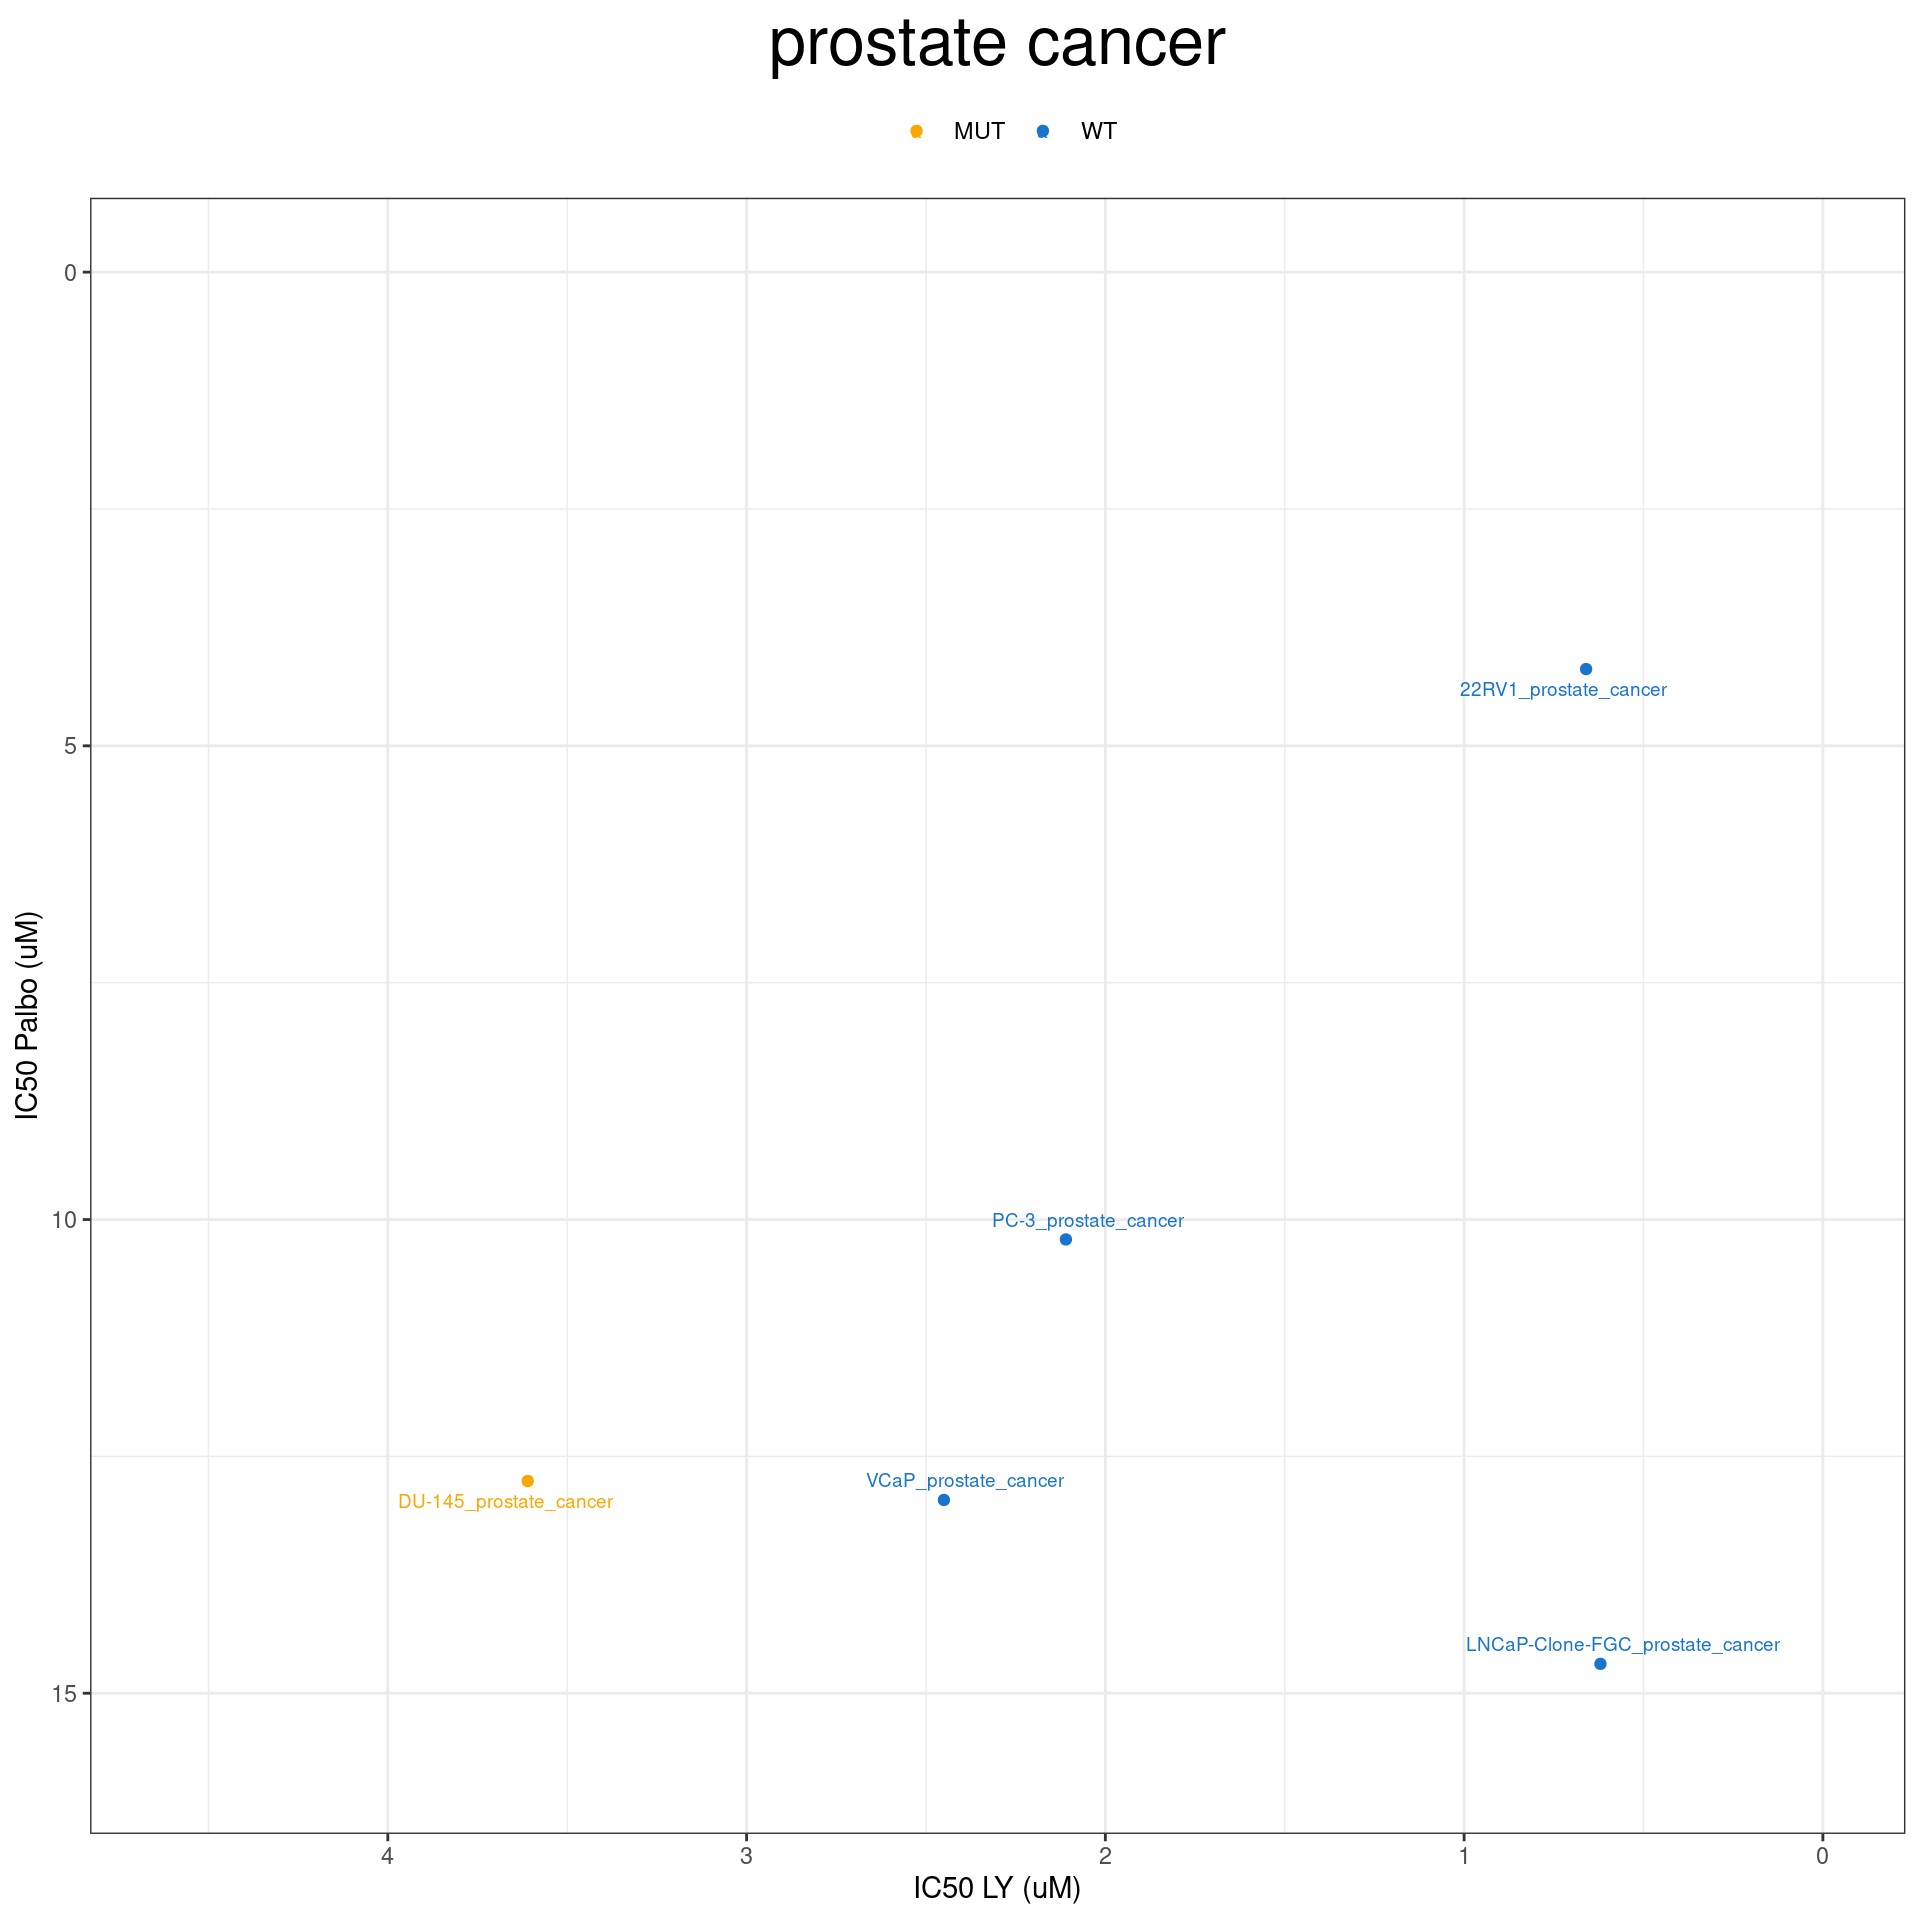 prostate cancer
MUT WT
0
22RV1_prostate_cancer
5
IC50 Palbo (uM)
PC-3_prostate_cancer
10
VCaP_prostate_cancer
DU-145_prostate_cancer
LNCaP-Clone-FGC_prostate_cancer
15
4 3 2 1 0
IC50 LY (uM)